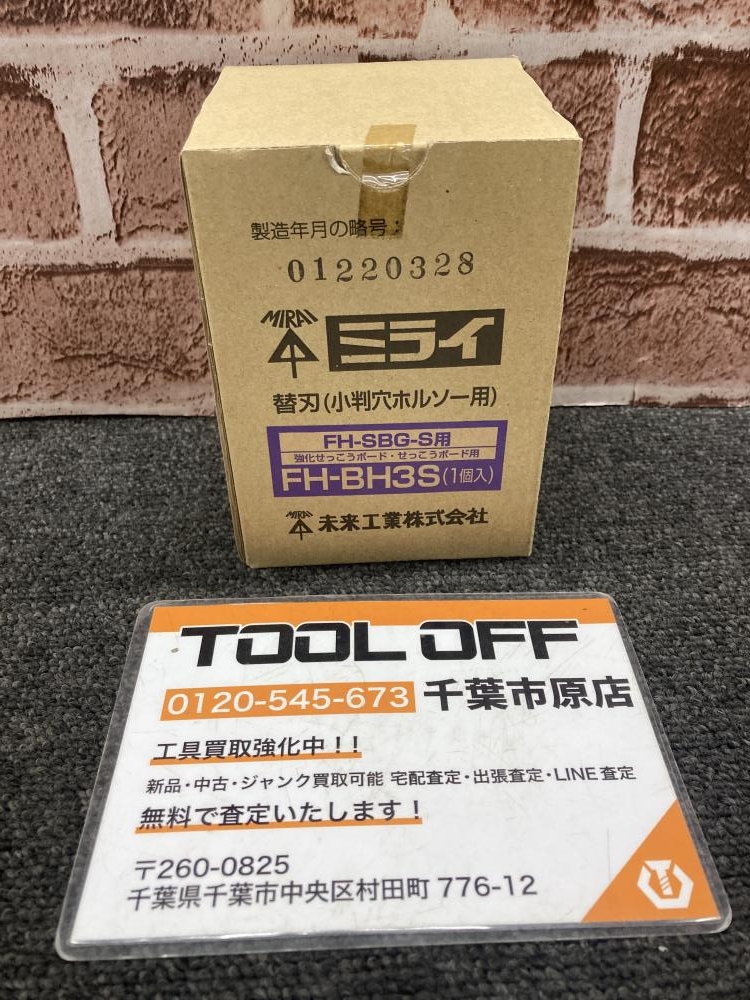 製造年月の略号：
01220328
MIRAI ミライ
替刃(小判穴ホルソー用)
FH-SBG-S用
強化せっこうボード・せっこうボード用
FH-BH3S(1個入)
MIRAI 未来工業株式会社
TOOL OFF
0120-545-673 千葉市原店
工具買取強化中！！
新品・中古・ジャンク買取可能 宅配査定・出張査定・LINE査定
無料で査定いたします！
〒260-0825
千葉県千葉市中央区村田町 776-12